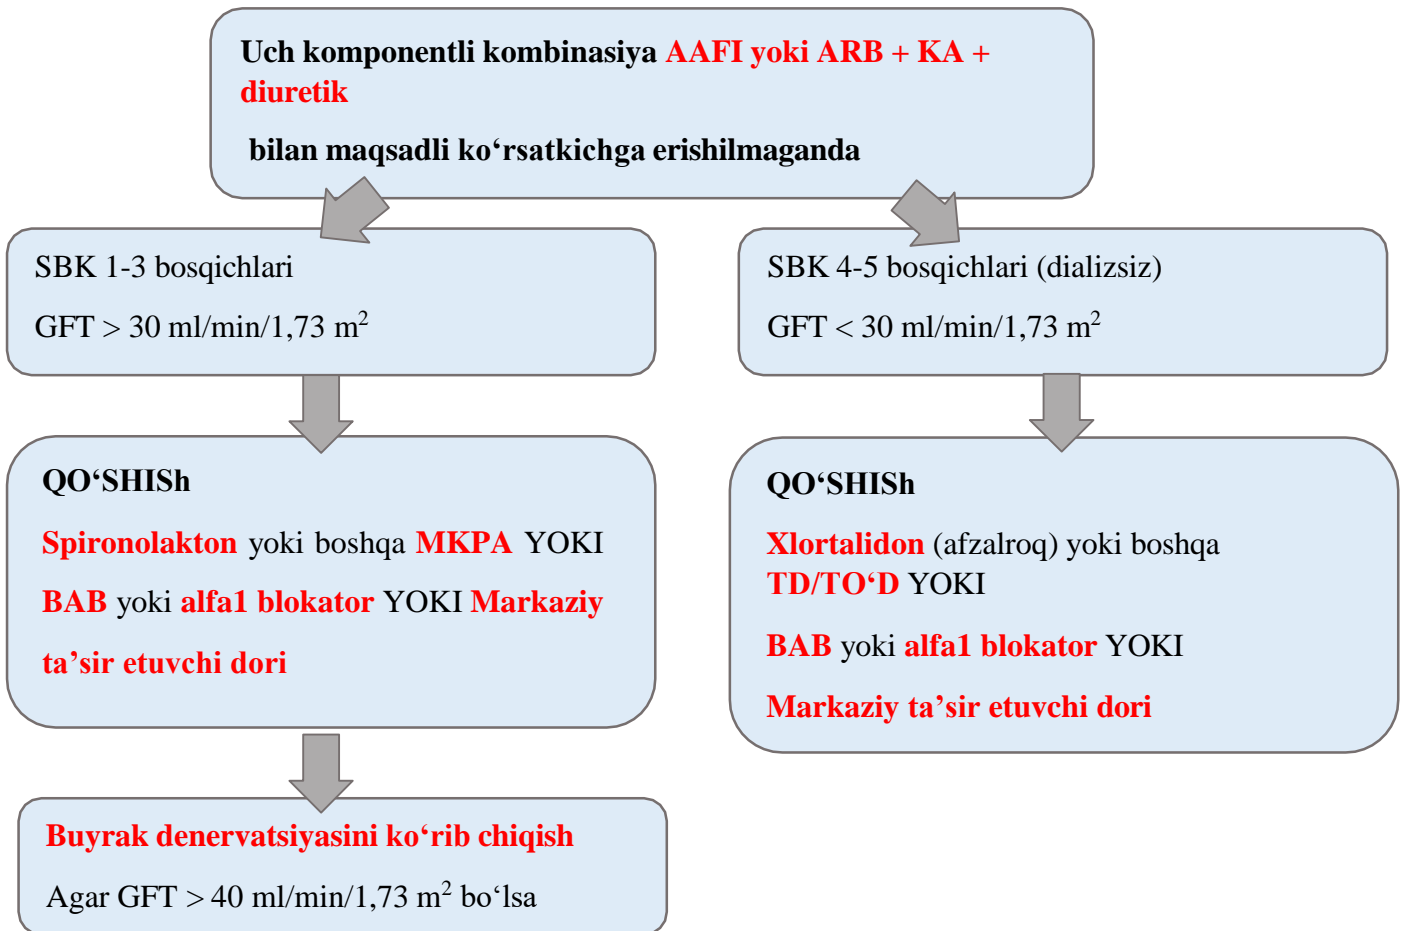 Uch komponentli kombinasiya AAFI yoki ARB + KA +
diuretik
bilan maqsadli ko‘rsatkichga erishilmaganda
SBK 1-3 bosqichlari
GFT > 30 ml/min/1,73 m²
SBK 4-5 bosqichlari (dializsiz)
GFT < 30 ml/min/1,73 m²
QO‘SHISh
Spironolakton yoki boshqa MKPA YOKI
BAB yoki alfa1 blokator YOKI Markaziy
ta’sir etuvchi dori
QO‘SHISh
Xlortalidon (afzalroq) yoki boshqa
TD/TO‘D YOKI
BAB yoki alfa1 blokator YOKI
Markaziy ta’sir etuvchi dori
Buyrak denervatsiyasini ko‘rib chiqish
Agar GFT > 40 ml/min/1,73 m² bo‘lsa